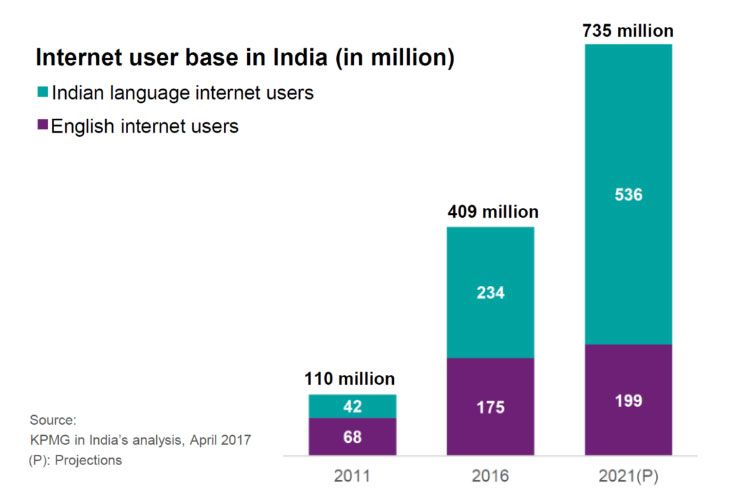 735 million
Internet user base in India (in million)
Indian language internet users
English internet users
536
409 million
234
110 million
42
175
199
68
Source:
KPMG in India's analysis, April 2017
(P): Projections
2011
2016
2021(P)